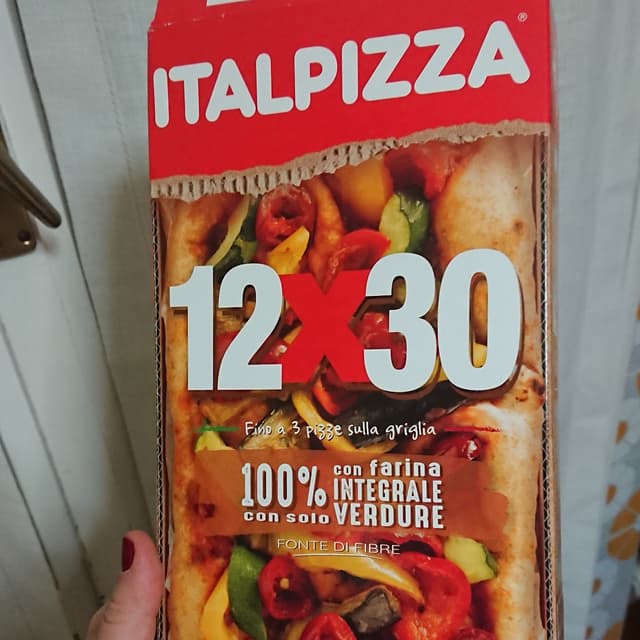 ITALPIZZA®
12x30
Fino a 3 pizze sulla griglia
100% con farina
INTEGRALE
con solo VERDURE
FONTE DI FIBRE